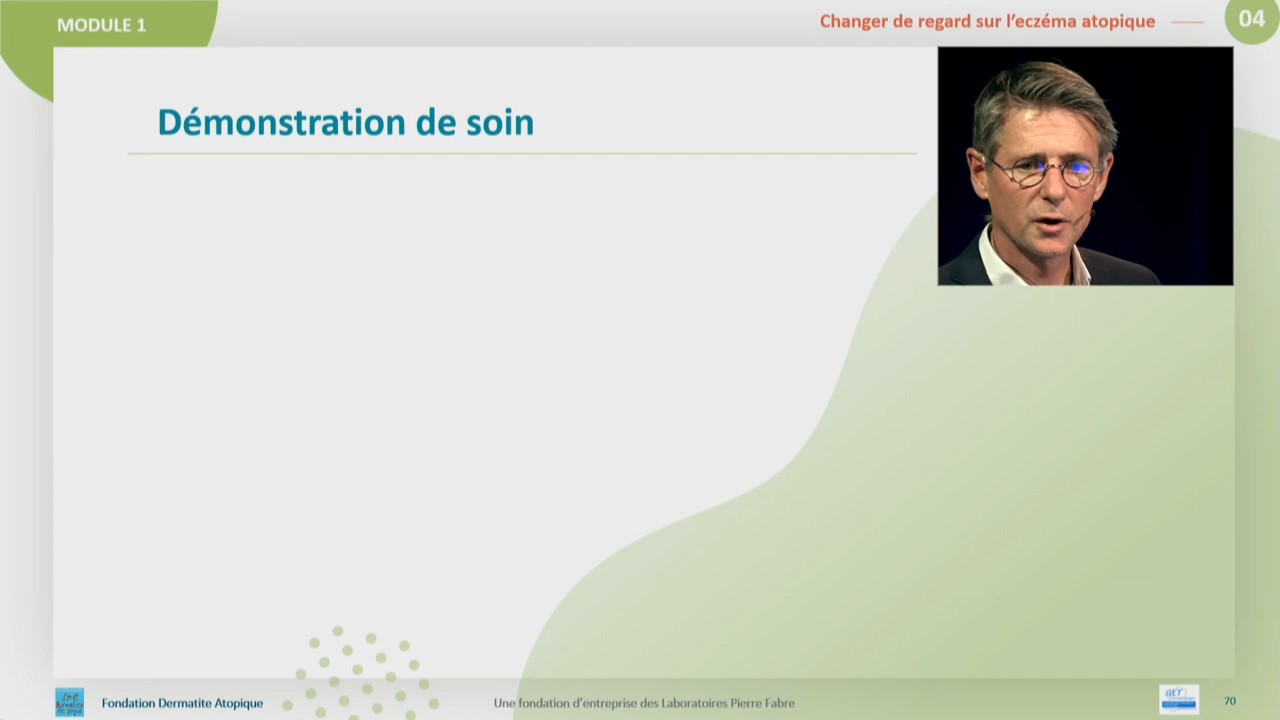 MODULE 1
Changer de regard sur l'eczéma atopique
04
Démonstration de soin
Fondation Dermatite Atopique
Une fondation d'entreprise des Laboratoires Pierre Fabre
GET
70